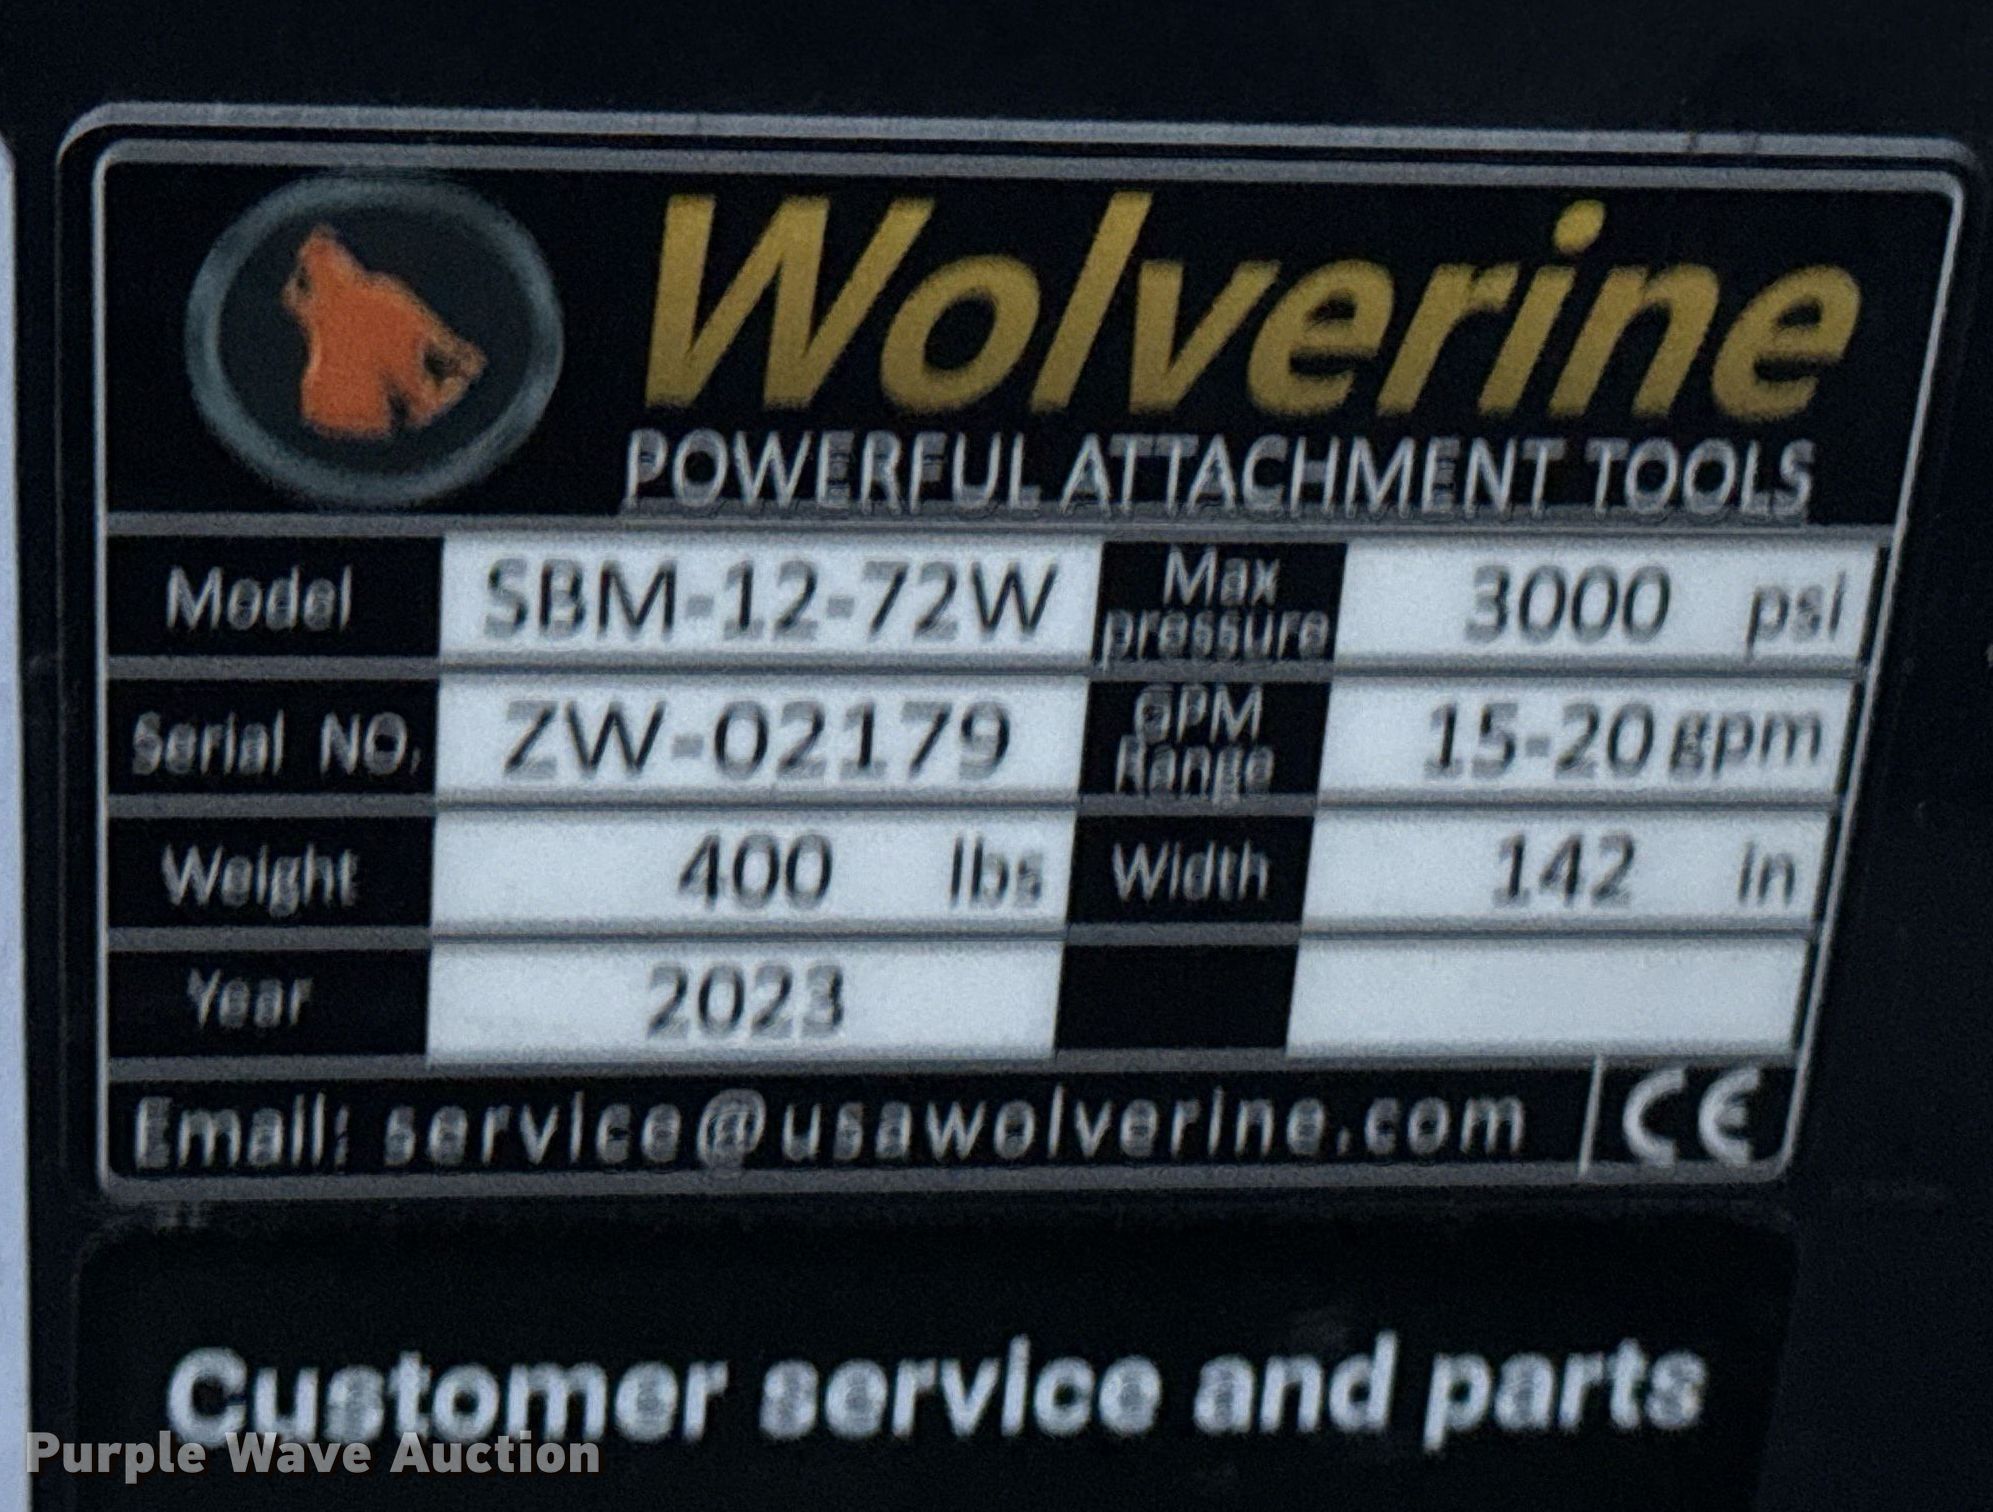 Wolverine
POWERFUL ATTACHMENT TOOLS
Model SBM-12-72W Max pressure 3000 psi
Serial NO. ZW-02179 GPM Range 15-20 gpm
Weight 400 lbs Width 142 in
Year 2023
Email: service@usawolverine.com CE
Customer service and parts
Purple Wave Auction